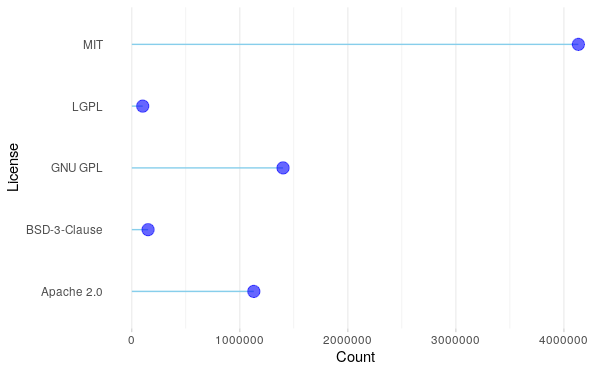 License
MIT
LGPL
GNU GPL
BSD-3-Clause
Apache 2.0
0 1000000 2000000 3000000 4000000
Count